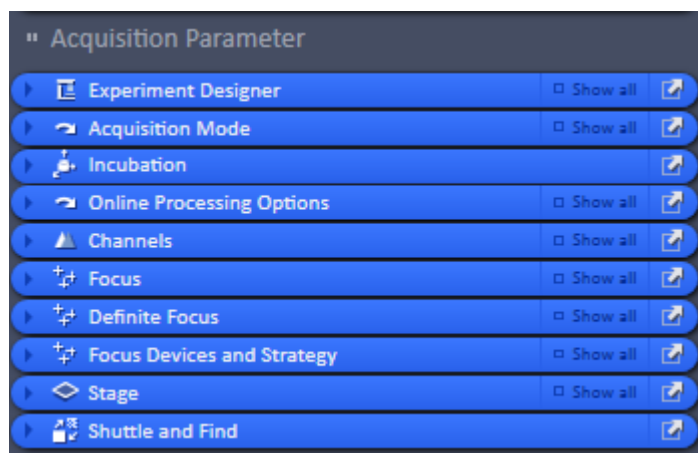 Acquisition Parameter
Experiment Designer Show all
Acquisition Mode Show all
Incubation
Online Processing Options Show all
Channels Show all
Focus Show all
Definite Focus Show all
Focus Devices and Strategy Show all
Stage Show all
Shuttle and Find